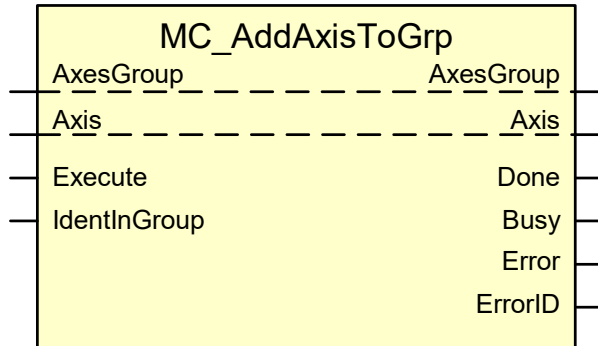 MC_AddAxisToGrp
AxesGroup AxesGroup
Axis Axis
Execute Done
IdentInGroup Busy
Error
ErrorID